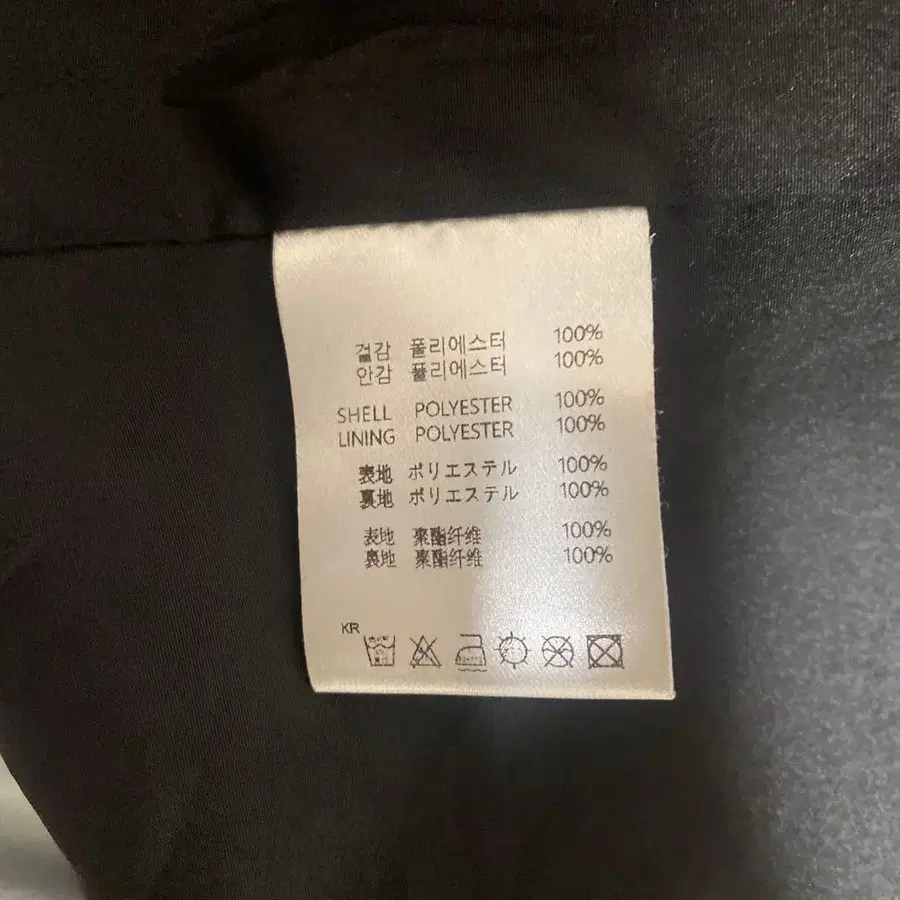 겉감 폴리에스터 100%
안감 폴리에스터 100%
SHELL POLYESTER 100%
LINING POLYESTER 100%
表地 ポリエステル 100%
裏地 ポリエステル 100%
表地 聚酯纤维 100%
裏地 聚酯纤维 100%
KR